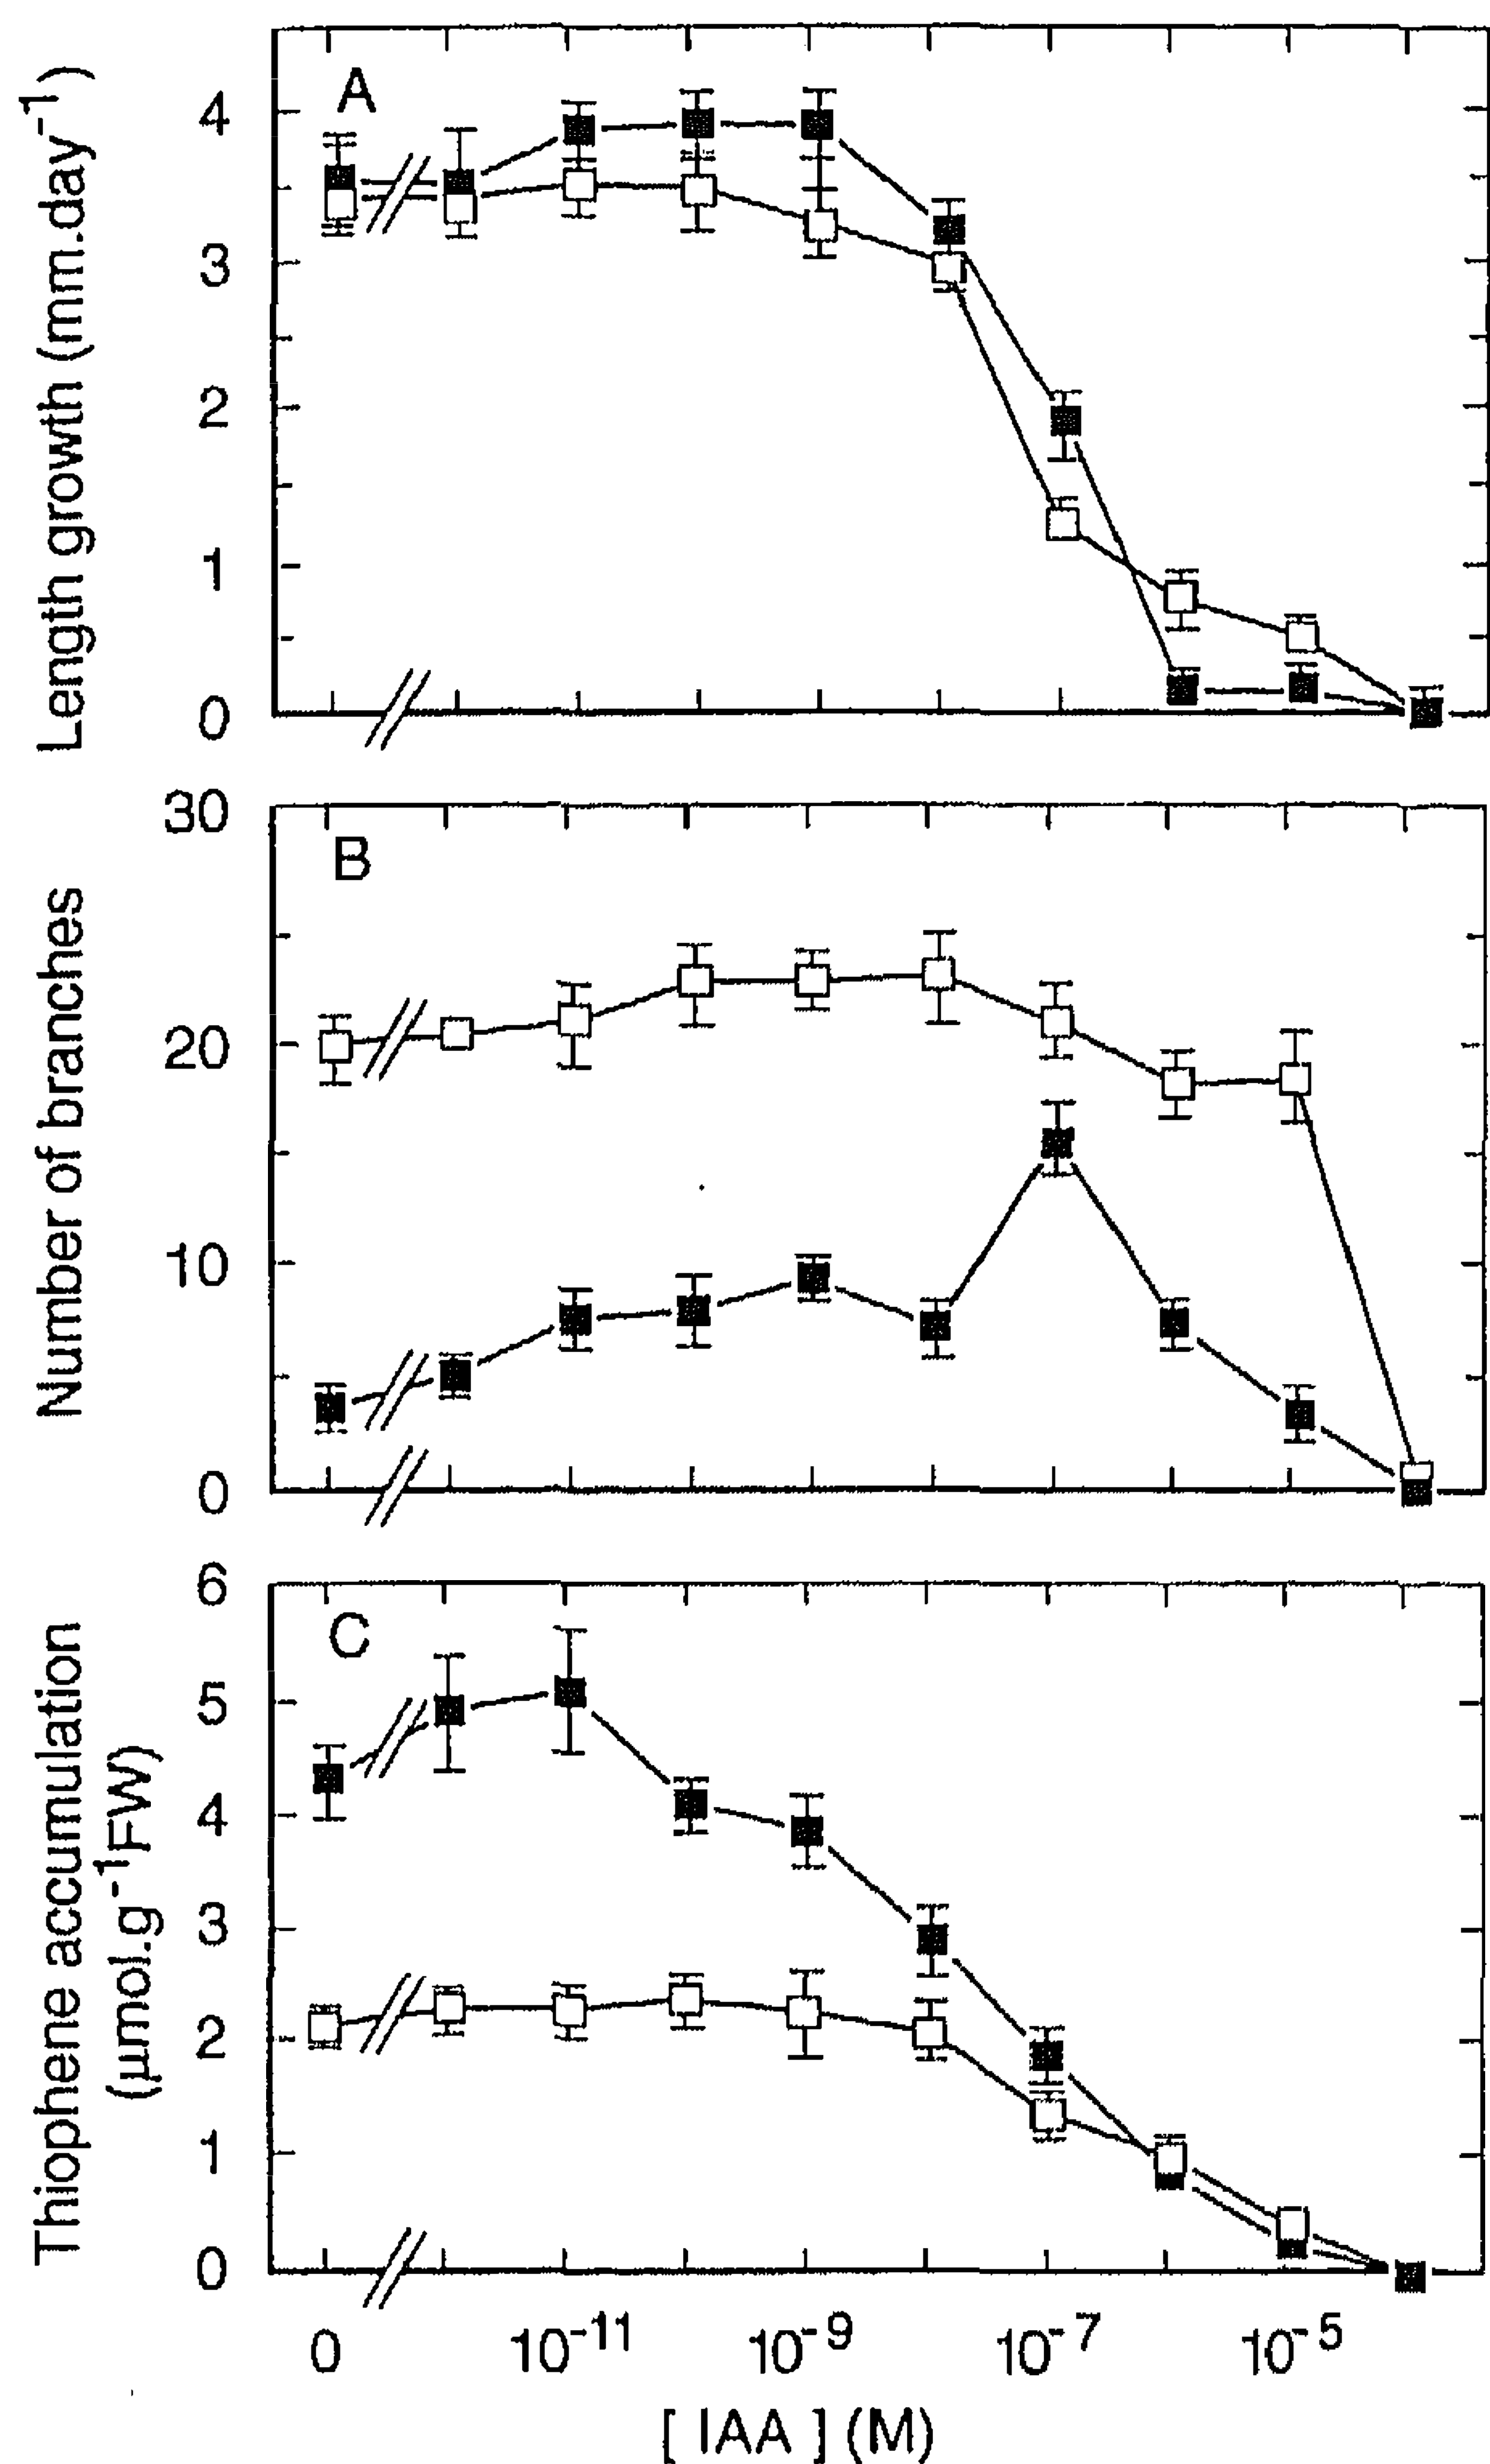 A
Length growth (mm.day⁻¹)
4
3
2
1
0
B
Number of branches
30
20
10
0
C
Thiophene accumulation
(µmol.g⁻¹FW)
6
5
4
3
2
1
0
0 10⁻¹¹ 10⁻⁹ 10⁻⁷ 10⁻⁵
[ IAA ] (M)